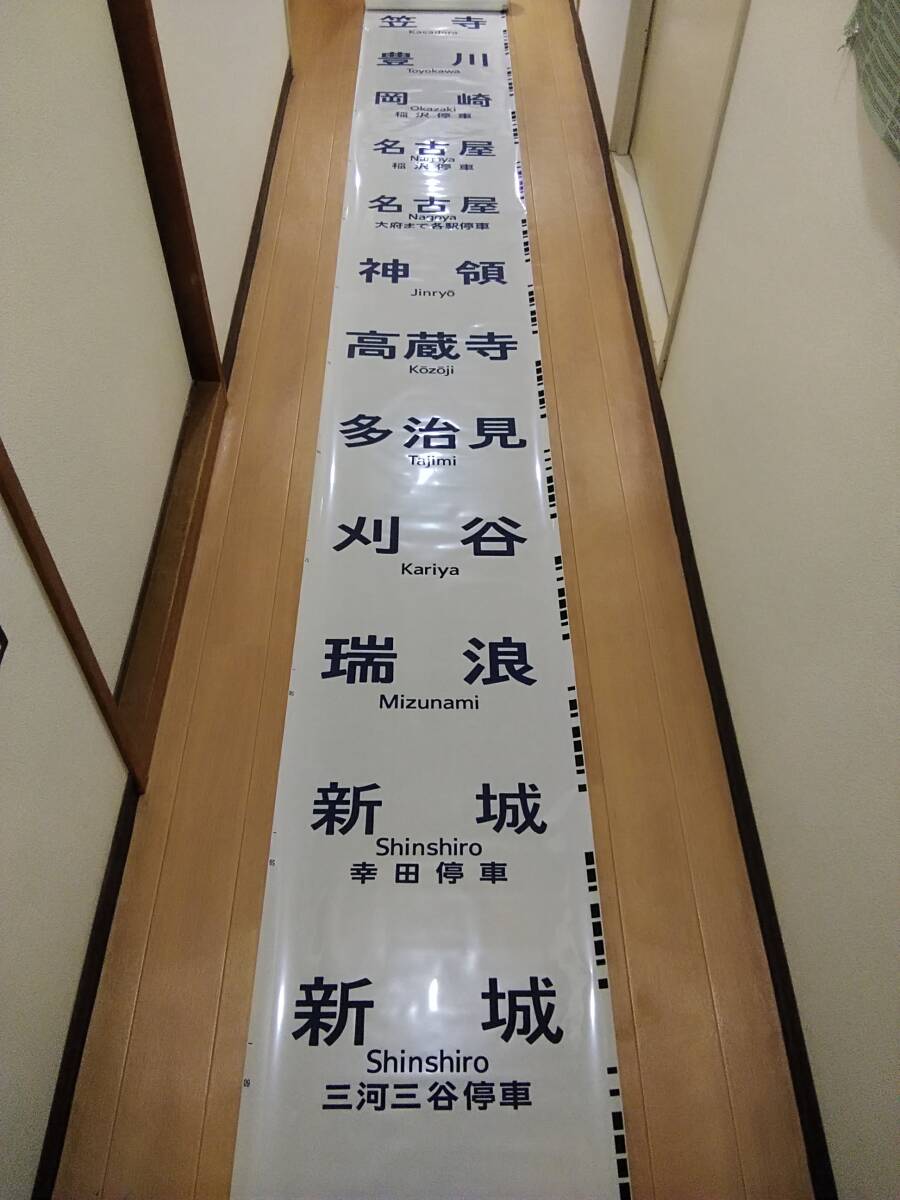 笠寺
Kasadera
豊川
Toyokawa
岡崎
Okazaki
稲沢停車
名古屋
Nagoya
稲沢停車
名古屋
Nagoya
大府まで各駅停車
神領
Jinryō
高蔵寺
Kōzōji
多治見
Tajimi
刈谷
Kariya
瑞浪
Mizunami
新城
Shinshiro
幸田停車
新城
Shinshiro
三河三谷停車